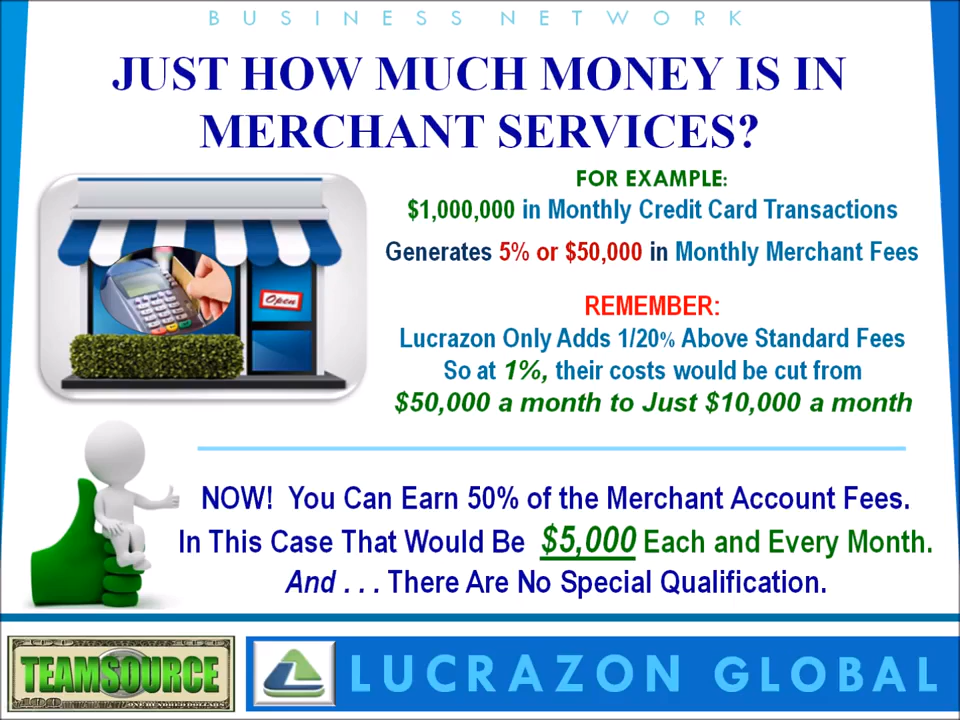 BUSINESS NETWORK
JUST HOW MUCH MONEY IS IN
MERCHANT SERVICES?
FOR EXAMPLE:
$1,000,000 in Monthly Credit Card Transactions
Generates 5% or $50,000 in Monthly Merchant Fees
Open
REMEMBER:
Lucrazon Only Adds 1/20% Above Standard Fees
So at 1%, their costs would be cut from
$50,000 a month to Just $10,000 a month
NOW! You Can Earn 50% of the Merchant Account Fees.
In This Case That Would Be $5,000 Each and Every Month.
And . . . There Are No Special Qualification.
TEAMSOURCE
LUCRAZON GLOBAL